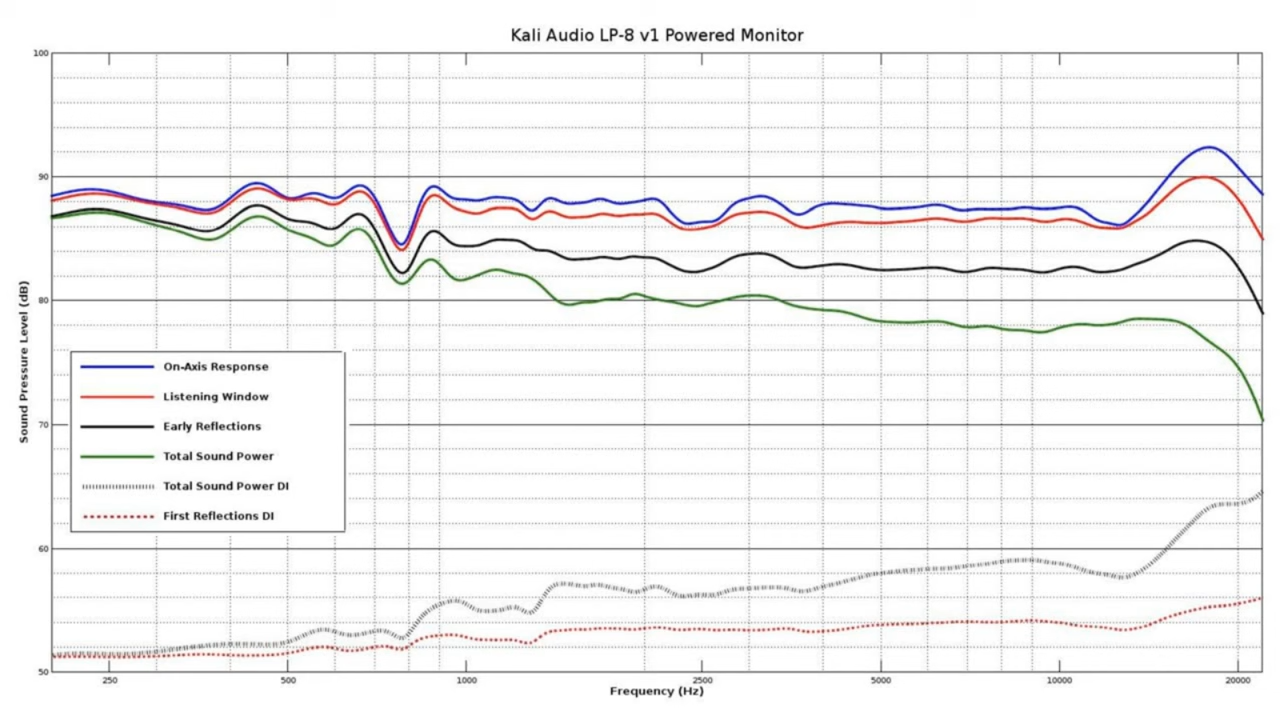 Kali Audio LP-8 v1 Powered Monitor
100
90
80
70
60
50
Sound Pressure Level (dB)
On-Axis Response
Listening Window
Early Reflections
Total Sound Power
Total Sound Power DI
First Reflections DI
250 500 1000 2500 5000 10000 20000
Frequency (Hz)